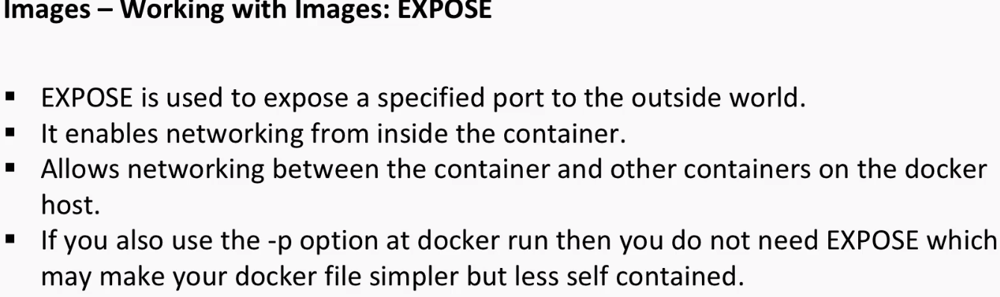 Images – Working with Images: EXPOSE
▪ EXPOSE is used to expose a specified port to the outside world.
▪ It enables networking from inside the container.
▪ Allows networking between the container and other containers on the docker
host.
▪ If you also use the -p option at docker run then you do not need EXPOSE which
may make your docker file simpler but less self contained.